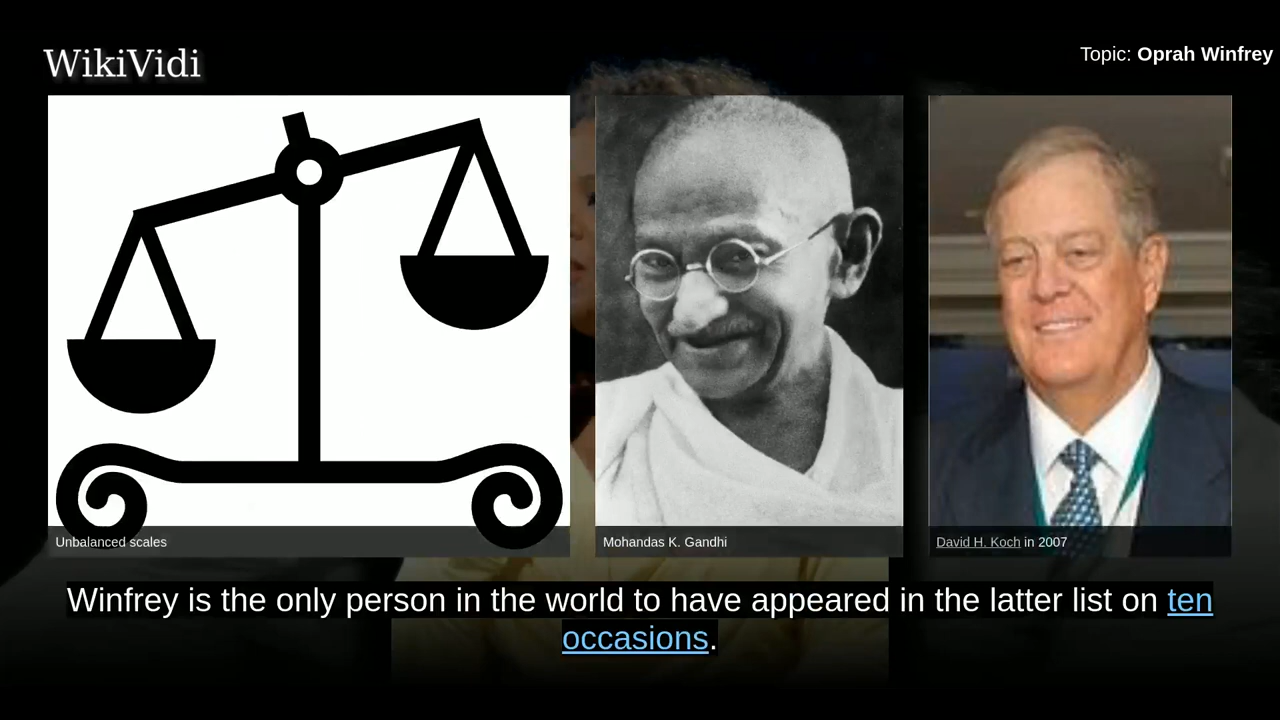 WikiVidi
Topic: Oprah Winfrey
Unbalanced scales
Mohandas K. Gandhi
David H. Koch in 2007
Winfrey is the only person in the world to have appeared in the latter list on ten
occasions.